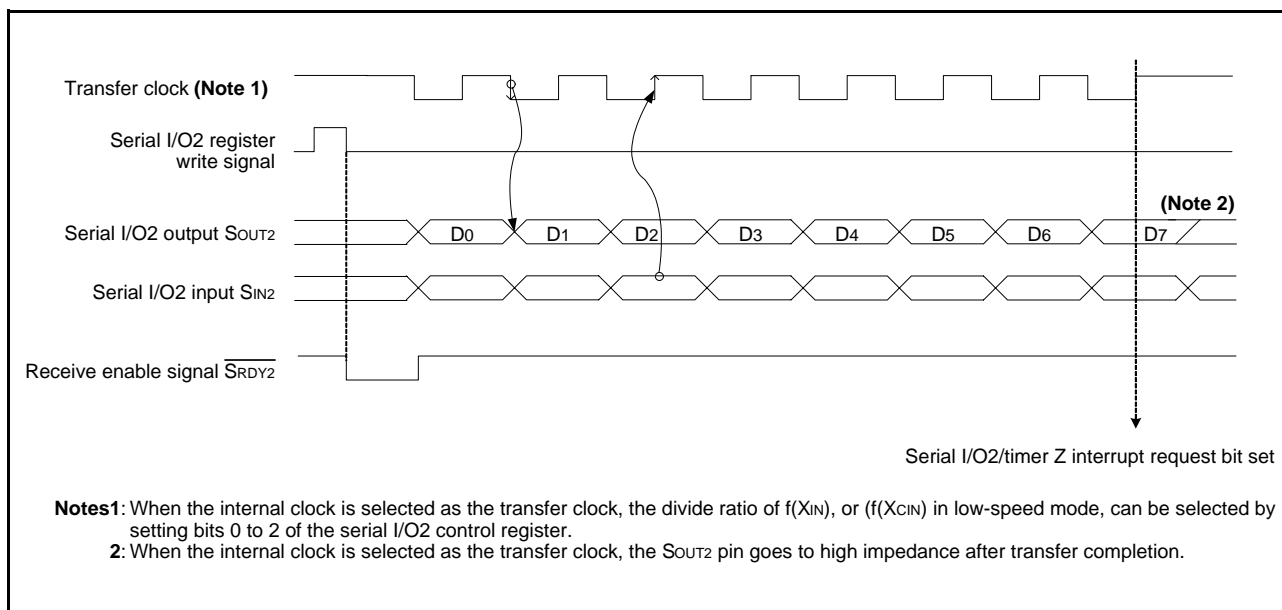 Transfer clock (Note 1)
Serial I/O2 register
write signal
(Note 2)
Serial I/O2 output SOUT2
D0 D1 D2 D3 D4 D5 D6 D7
Serial I/O2 input SIN2
Receive enable signal SRDY2
Serial I/O2/timer Z interrupt request bit set
Notes1: When the internal clock is selected as the transfer clock, the divide ratio of f(XIN), or (f(XCIN) in low-speed mode, can be selected by
setting bits 0 to 2 of the serial I/O2 control register.
2: When the internal clock is selected as the transfer clock, the SOUT2 pin goes to high impedance after transfer completion.